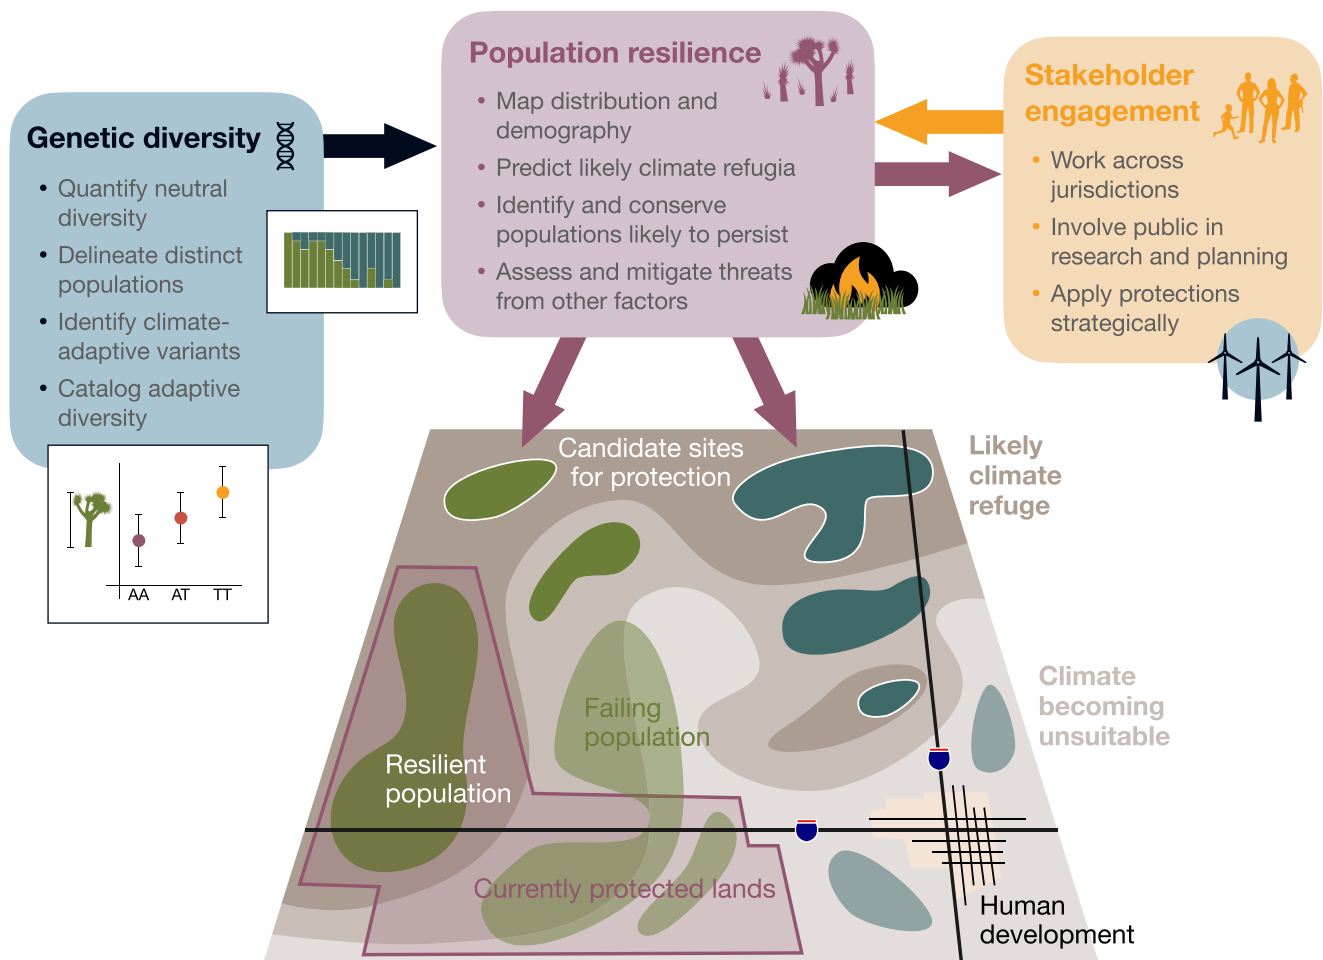 Genetic diversity
• Quantify neutral
diversity
• Delineate distinct
populations
• Identify climate-
adaptive variants
• Catalog adaptive
diversity
AA AT TT
Population resilience
• Map distribution and
demography
• Predict likely climate refugia
• Identify and conserve
populations likely to persist
• Assess and mitigate threats
from other factors
Stakeholder
engagement
• Work across
jurisdictions
• Involve public in
research and planning
• Apply protections
strategically
Candidate sites
for protection
Likely
climate
refuge
Failing
population
Climate
becoming
unsuitable
Resilient
population
Currently protected lands
Human
development